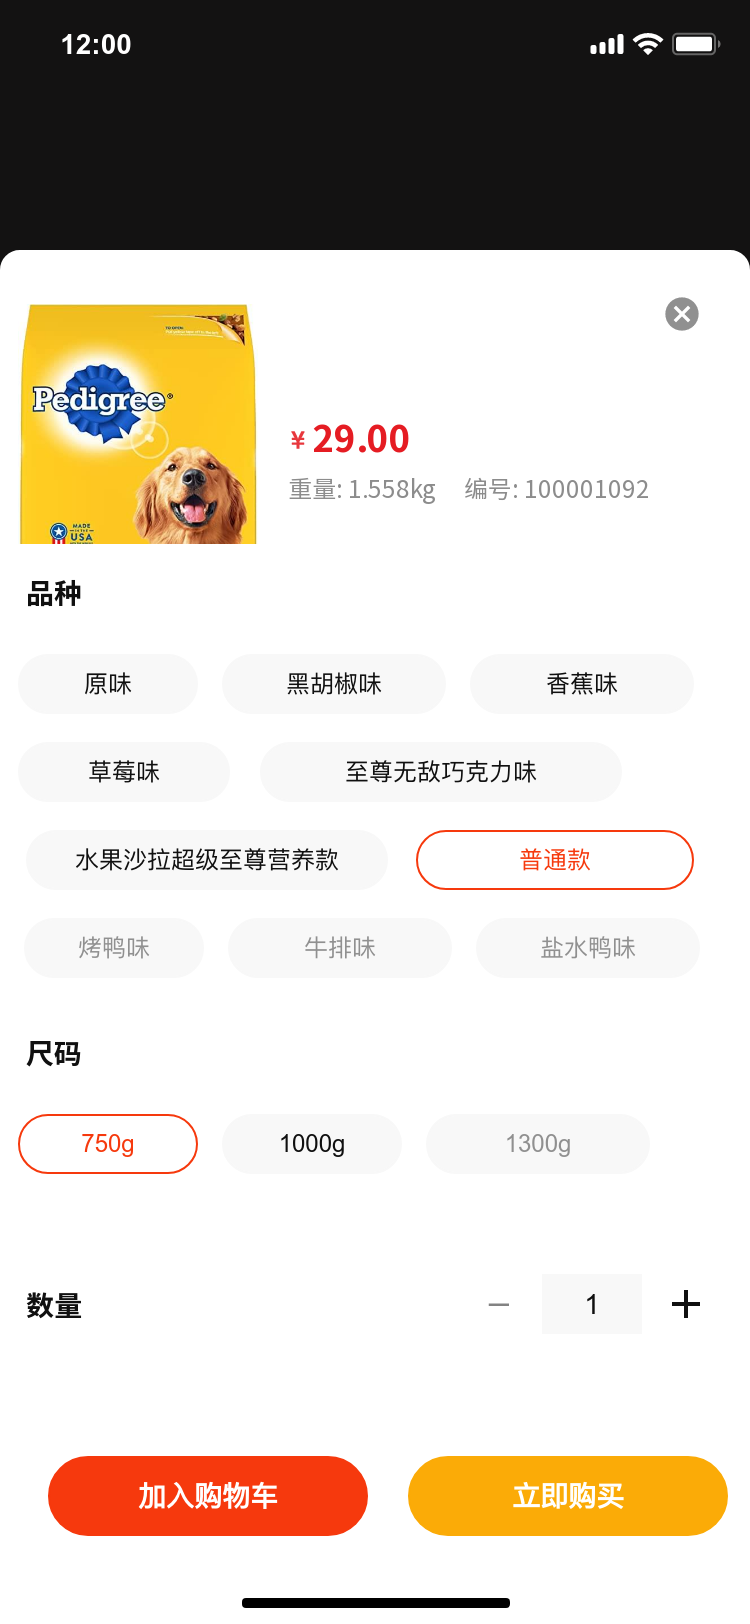 12:00
TO OPEN:
Pedigree®
MADE
IN THE
USA
¥ 29.00
重量: 1.558kg 编号: 100001092
品种
原味 黑胡椒味 香蕉味
草莓味 至尊无敌巧克力味
水果沙拉超级至尊营养款 普通款
烤鸭味 牛排味 盐水鸭味
尺码
750g 1000g 1300g
数量 1
加入购物车 立即购买